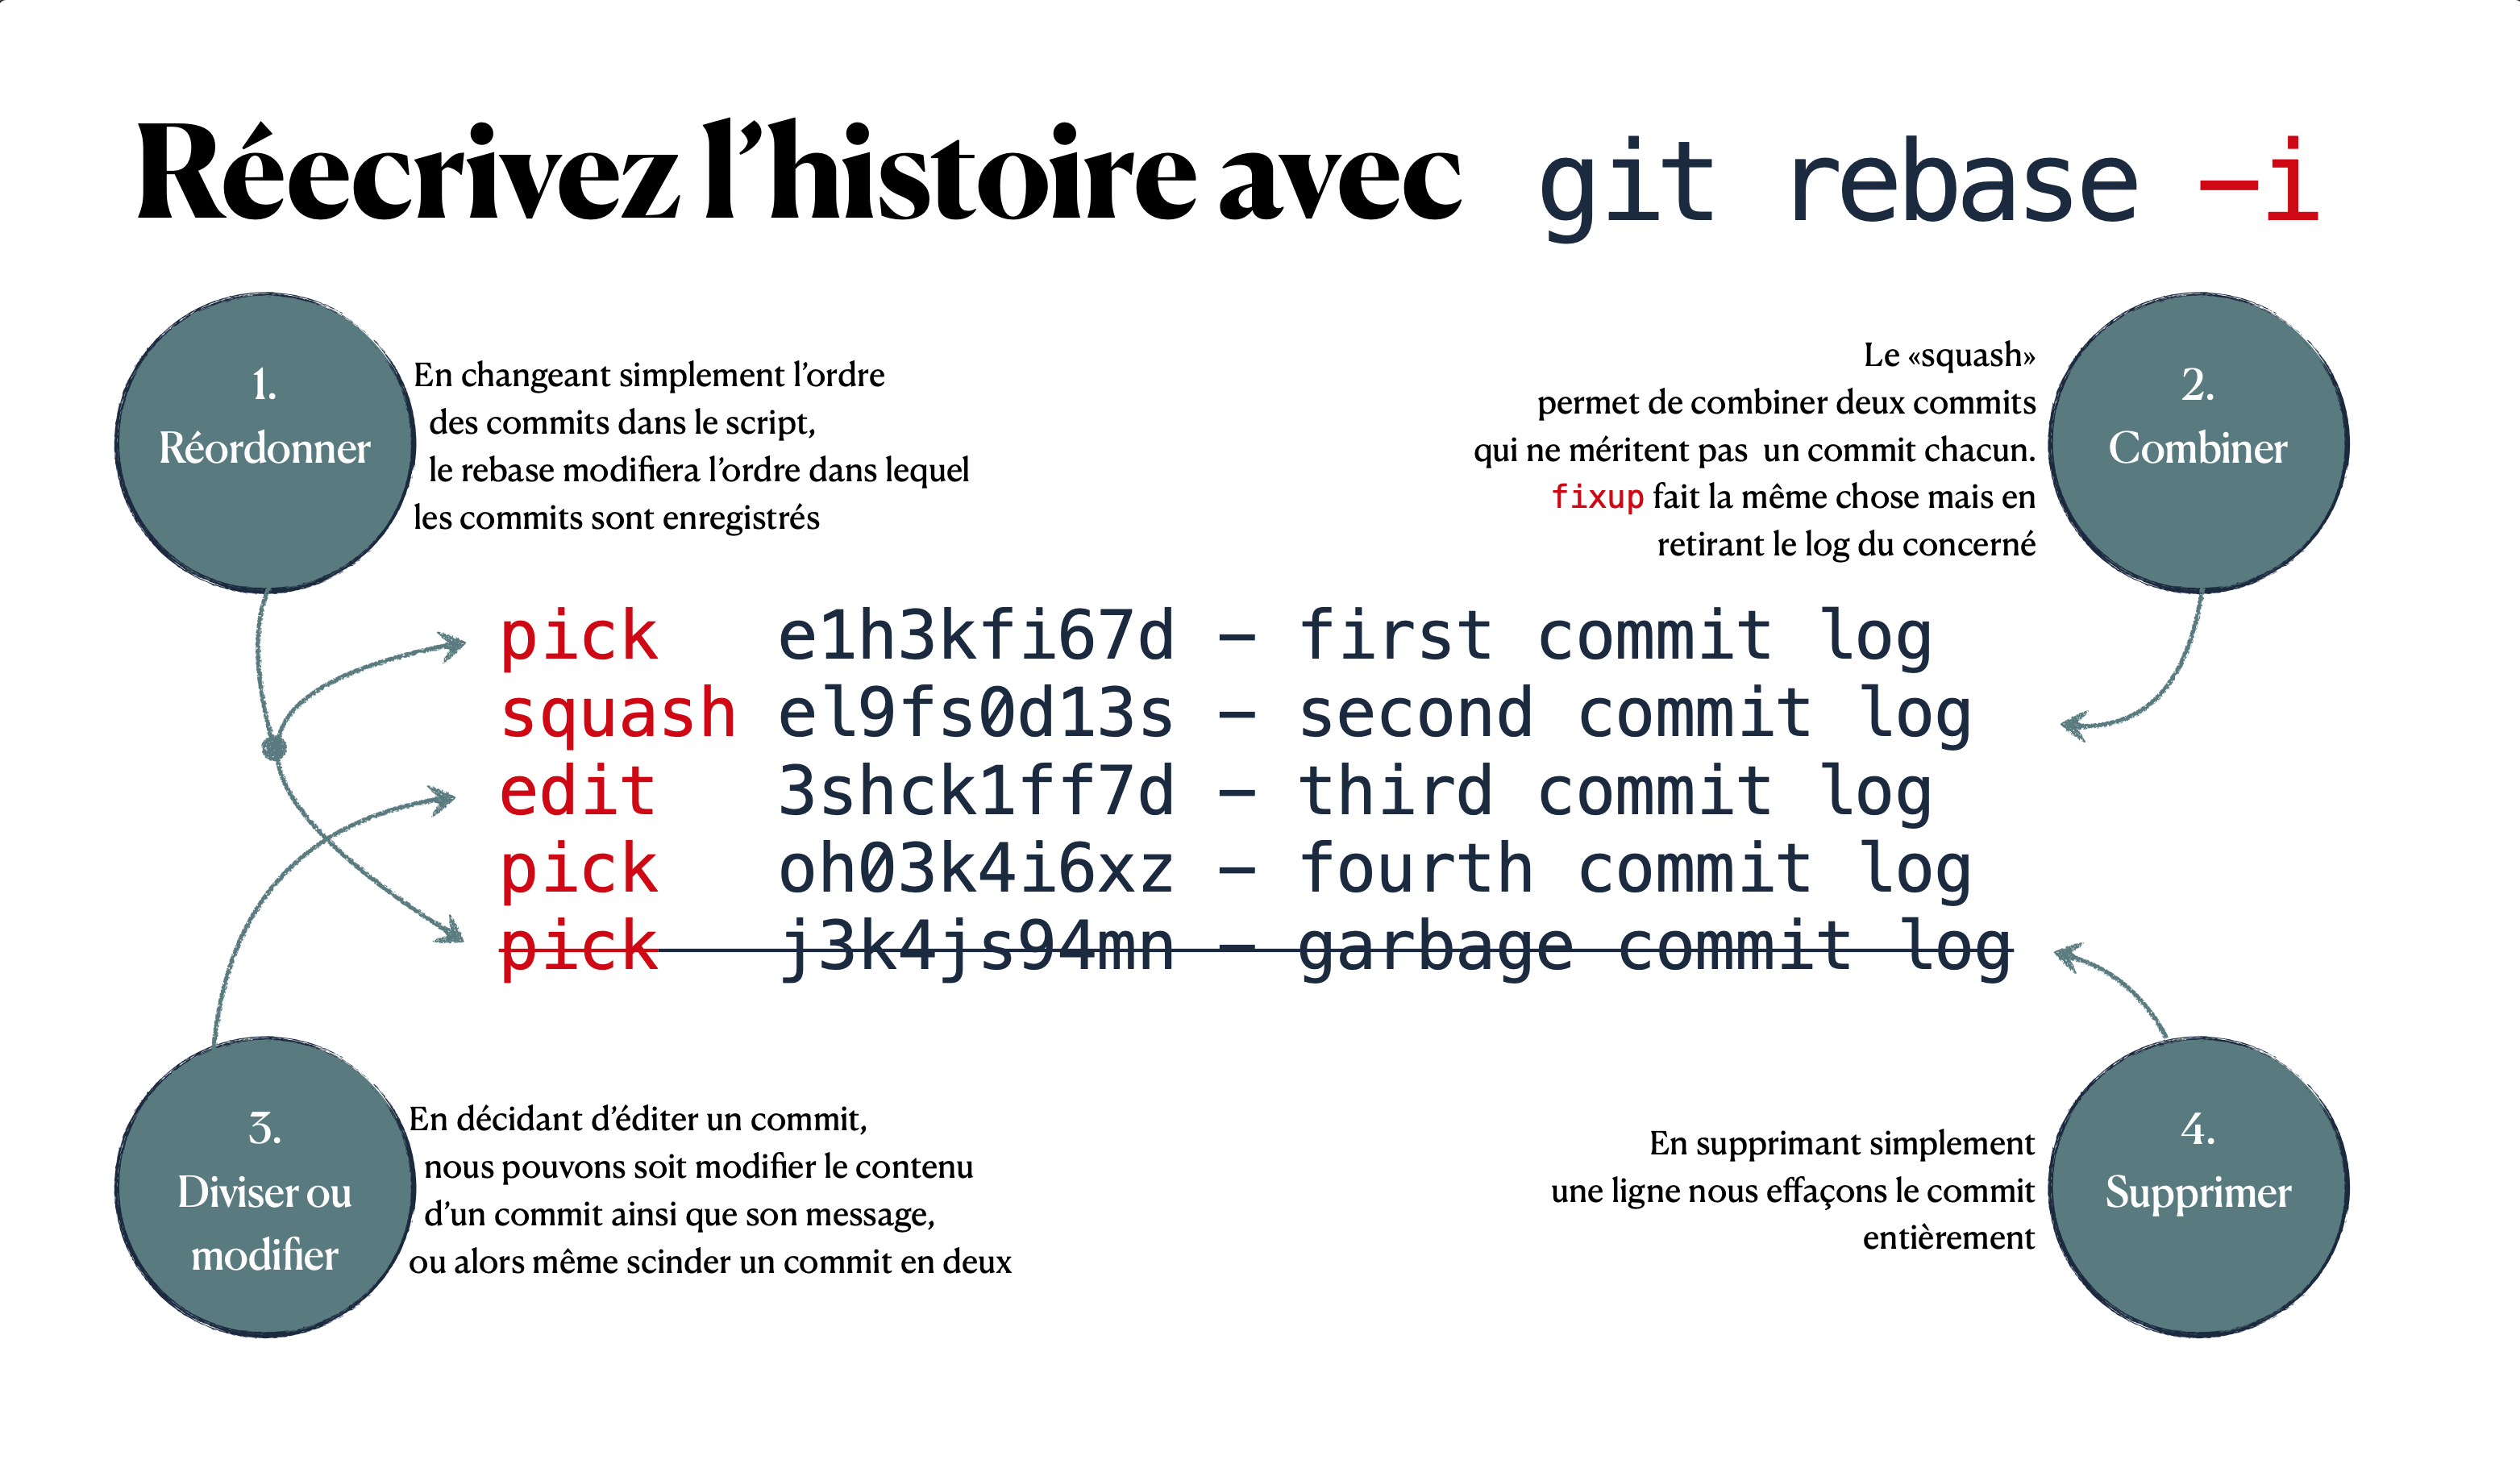 Réecrivez l’histoire avec git rebase –i
1.
Réordonner
En changeant simplement l’ordre
des commits dans le script,
le rebase modifiera l’ordre dans lequel
les commits sont enregistrés
Le «squash»
permet de combiner deux commits
qui ne méritent pas  un commit chacun.
fixup fait la même chose mais en
retirant le log du concerné
2.
Combiner
pick   e1h3kfi67d – first commit log
squash el9fs0d13s – second commit log
edit   3shck1ff7d – third commit log
pick   oh03k4i6xz – fourth commit log
pick   j3k4js94mn – garbage commit log
3.
Diviser ou
modifier
En décidant d’éditer un commit,
nous pouvons soit modifier le contenu
d’un commit ainsi que son message,
ou alors même scinder un commit en deux
En supprimant simplement
une ligne nous effaçons le commit
entièrement
4.
Supprimer